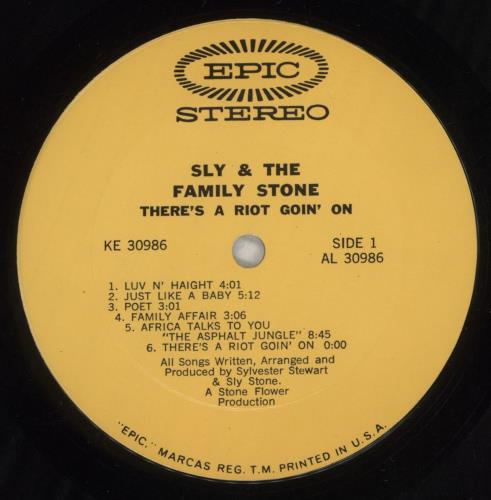 EPIC
STEREO
SLY & THE
FAMILY STONE
THERE'S A RIOT GOIN' ON
KE 30986
SIDE 1
AL 30986
1. LUV N' HAIGHT 4:01
2. JUST LIKE A BABY 5:12
3. POET 3:01
4. FAMILY AFFAIR 3:06
5. AFRICA TALKS TO YOU
"THE ASPHALT JUNGLE" 8:45
6. THERE'S A RIOT GOIN' ON 0:00
All Songs Written, Arranged and
Produced by Sylvester Stewart
& Sly Stone.
A Stone Flower
Production
"EPIC," MARCAS REG. T.M. PRINTED IN U.S.A.